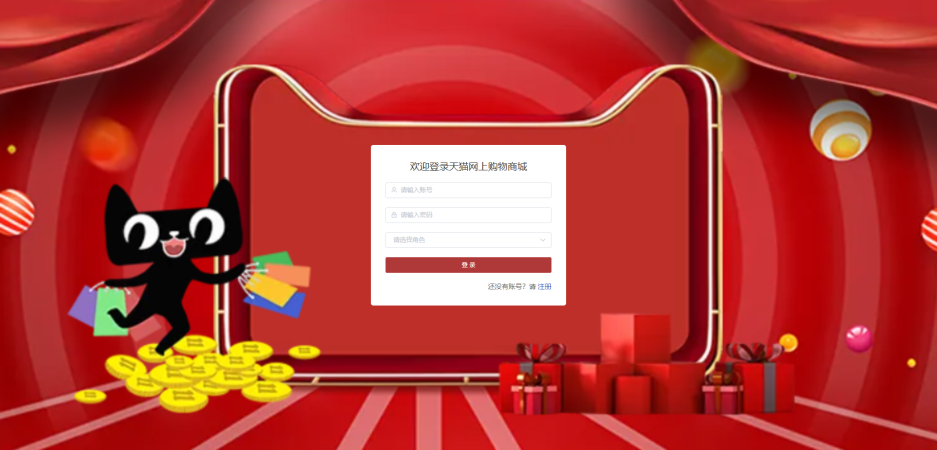 欢迎登录天猫网上购物商城
请输入账号
请输入密码
请选择角色
登录
还没有账号？请 注册